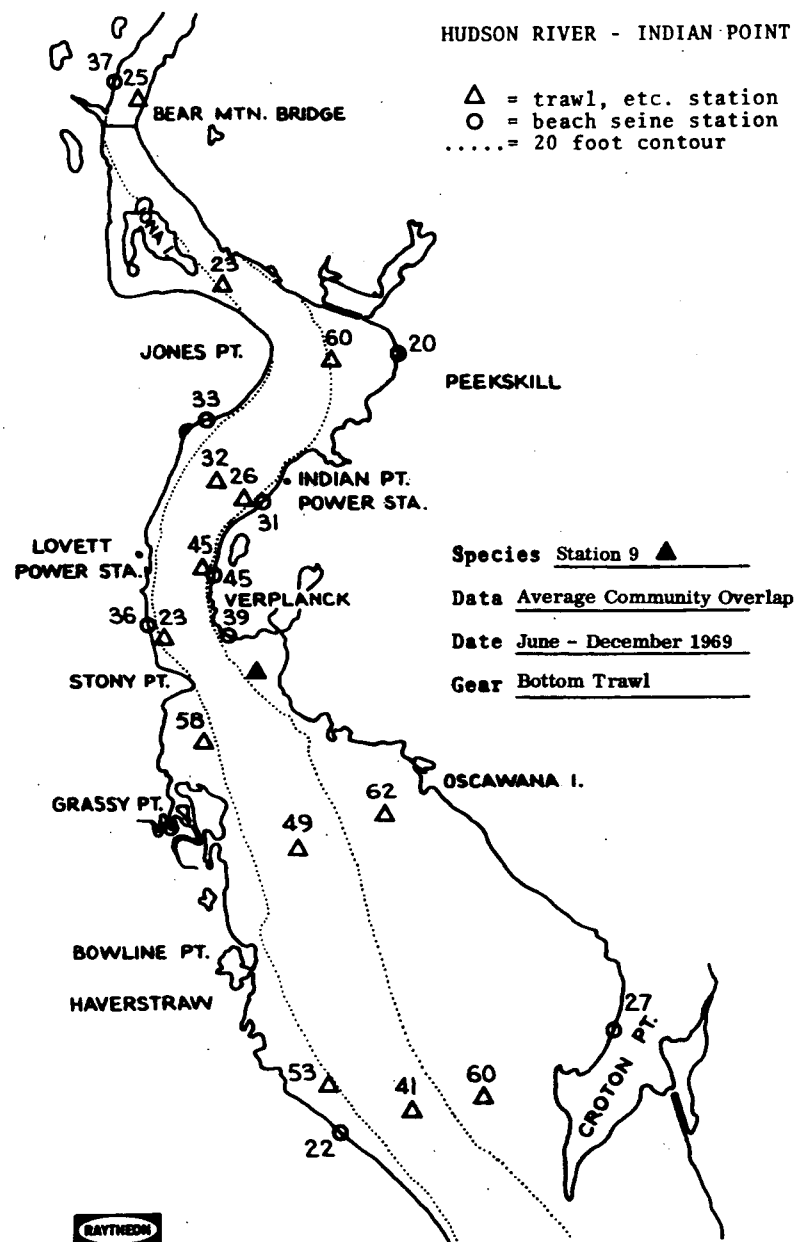 HUDSON RIVER - INDIAN POINT
37
25
△ = trawl, etc. station
BEAR MTN. BRIDGE
○ = beach seine station
.....= 20 foot contour
IONA I.
23
JONES PT.
60
20
PEEKSKILL
33
32
26
INDIAN PT.
POWER STA.
31
LOVETT
POWER STA.
45
45
VERPLANCK
Species Station 9 ▲
Data Average Community Overlap
36
23
39
Date June - December 1969
STONY PT.
Gear Bottom Trawl
58
OSCAWANA I.
GRASSY PT.
62
49
BOWLINE PT.
HAVERSTRAW
27
CROTON PT.
53
41
60
22
RAYTHEON